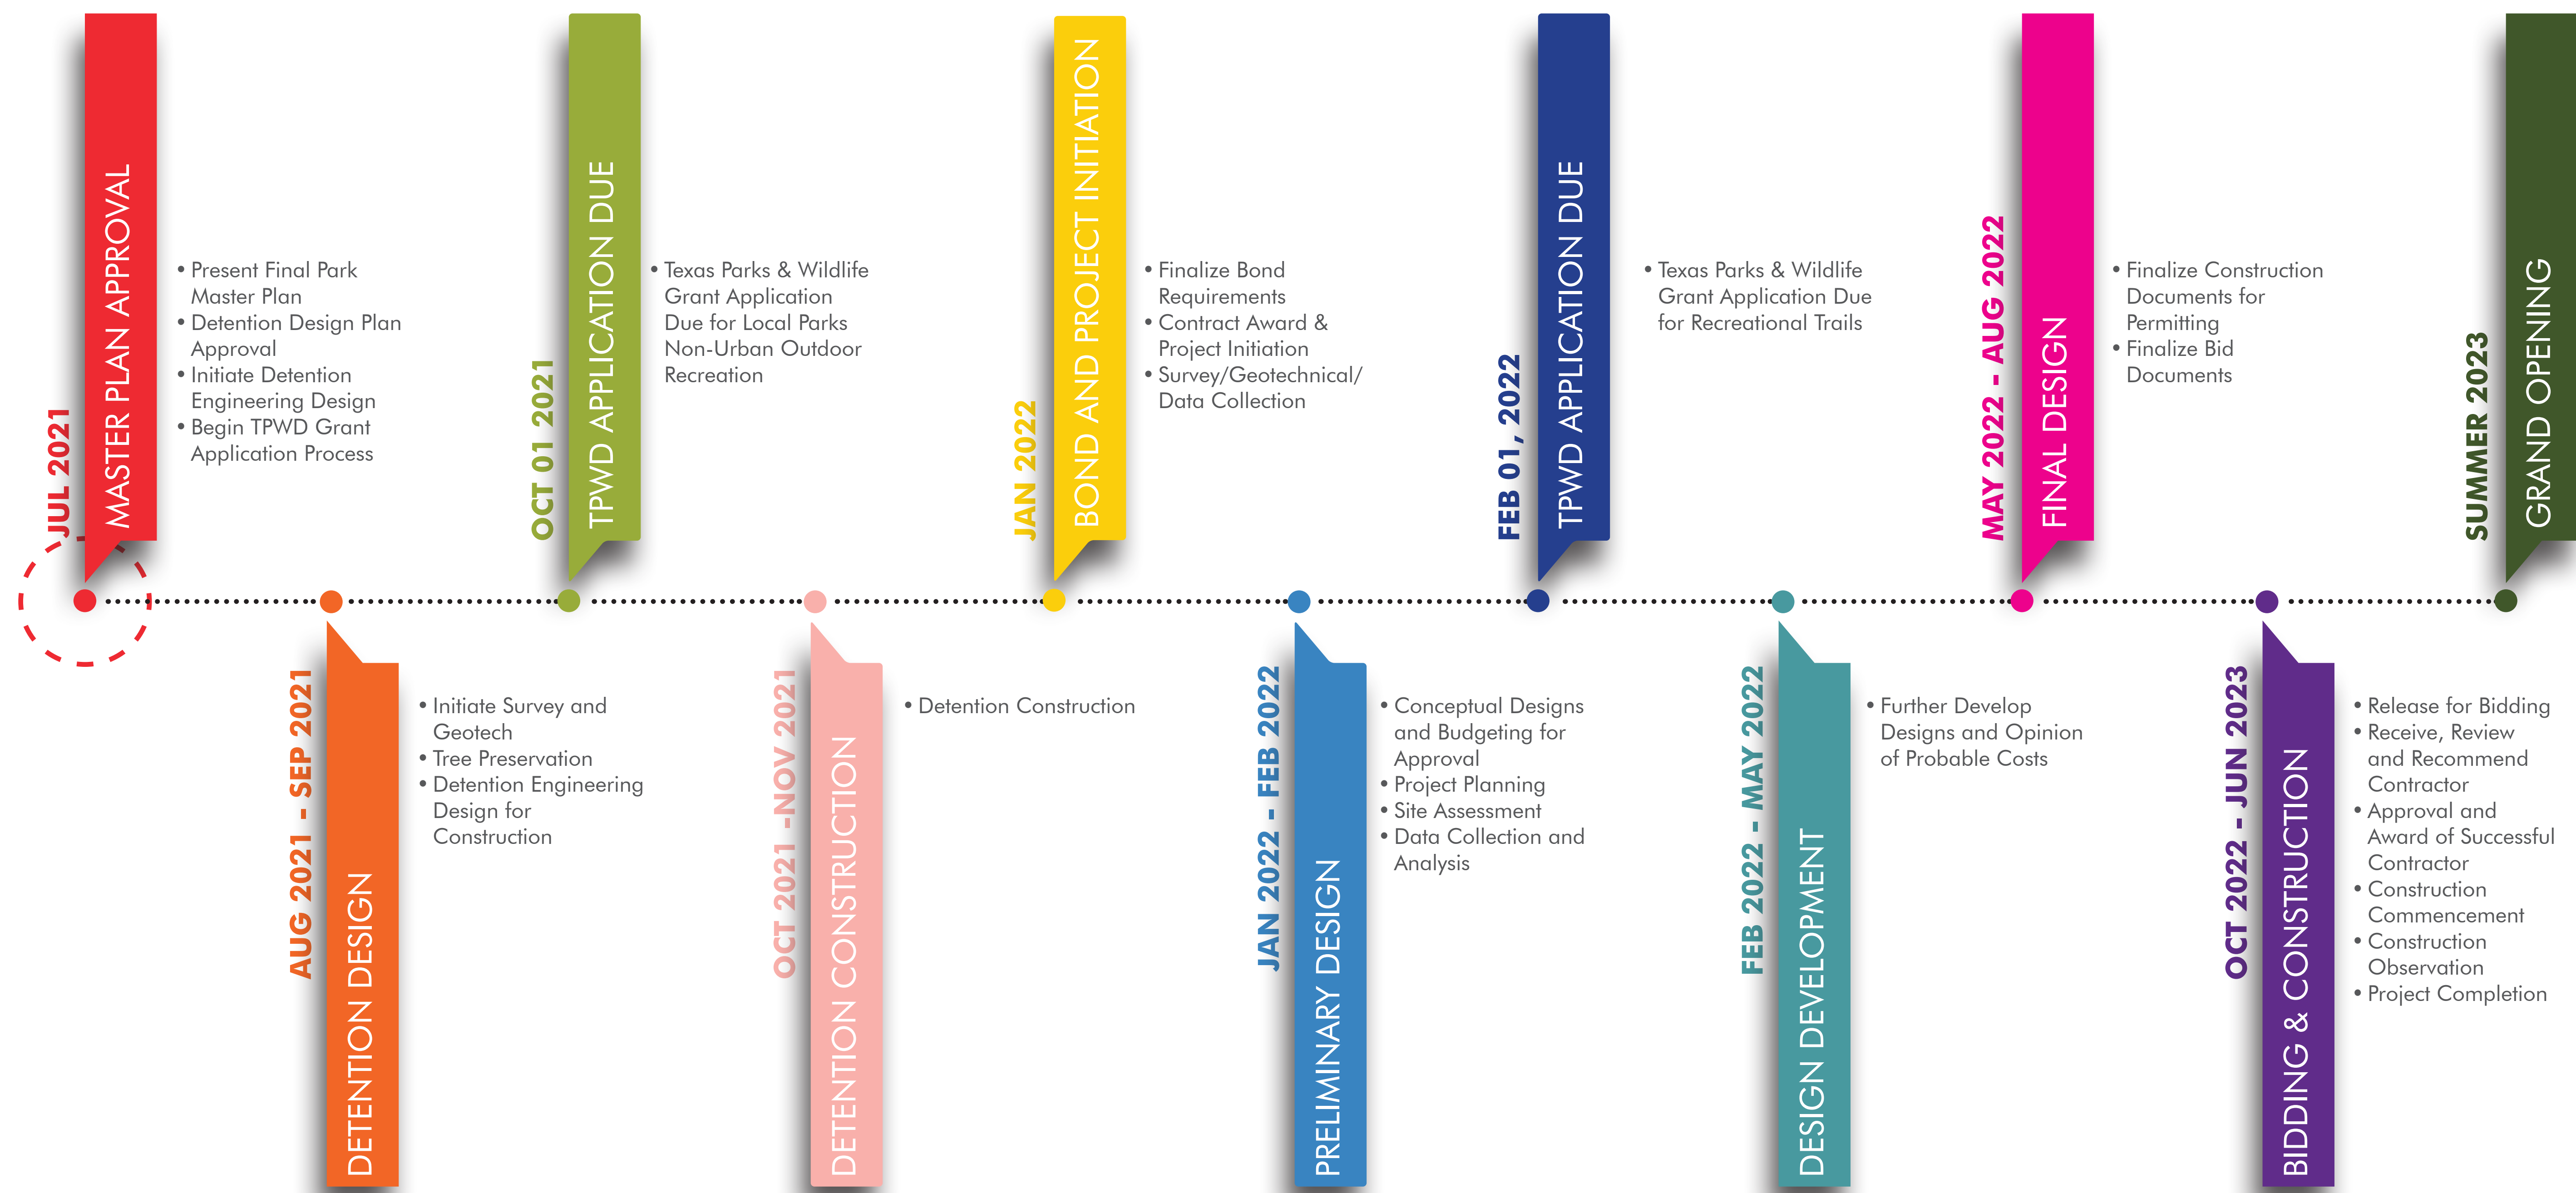 JUL 2021
MASTER PLAN APPROVAL
• Present Final Park
Master Plan
• Detention Design Plan
Approval
• Initiate Detention
Engineering Design
• Begin TPWD Grant
Application Process
AUG 2021 - SEP 2021
DETENTION DESIGN
• Initiate Survey and
Geotech
• Tree Preservation
• Detention Engineering
Design for
Construction
OCT 01 2021
TPWD APPLICATION DUE
• Texas Parks & Wildlife
Grant Application
Due for Local Parks
Non-Urban Outdoor
Recreation
OCT 2021 -NOV 2021
DETENTION CONSTRUCTION
• Detention Construction
JAN 2022
BOND AND PROJECT INITIATION
• Finalize Bond
Requirements
• Contract Award &
Project Initiation
• Survey/Geotechnical/
Data Collection
JAN 2022 - FEB 2022
PRELIMINARY DESIGN
• Conceptual Designs
and Budgeting for
Approval
• Project Planning
• Site Assessment
• Data Collection and
Analysis
FEB 01, 2022
TPWD APPLICATION DUE
• Texas Parks & Wildlife
Grant Application Due
for Recreational Trails
FEB 2022 - MAY 2022
DESIGN DEVELOPMENT
• Further Develop
Designs and Opinion
of Probable Costs
MAY 2022 - AUG 2022
FINAL DESIGN
• Finalize Construction
Documents for
Permitting
• Finalize Bid
Documents
OCT 2022 - JUN 2023
BIDDING & CONSTRUCTION
• Release for Bidding
• Receive, Review
and Recommend
Contractor
• Approval and
Award of Successful
Contractor
• Construction
Commencement
• Construction
Observation
• Project Completion
SUMMER 2023
GRAND OPENING